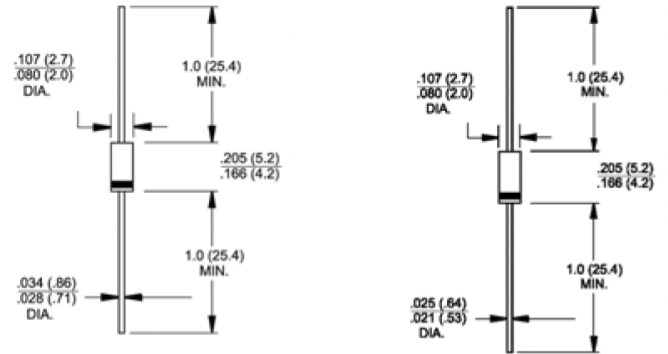 .107 (2.7)
.080 (2.0)
DIA.
1.0 (25.4)
MIN.
.205 (5.2)
.166 (4.2)
1.0 (25.4)
MIN.
.034 (.86)
.028 (.71)
DIA.
.107 (2.7)
.080 (2.0)
DIA.
1.0 (25.4)
MIN.
.205 (5.2)
.166 (4.2)
1.0 (25.4)
MIN.
.025 (.64)
.021 (.53)
DIA.